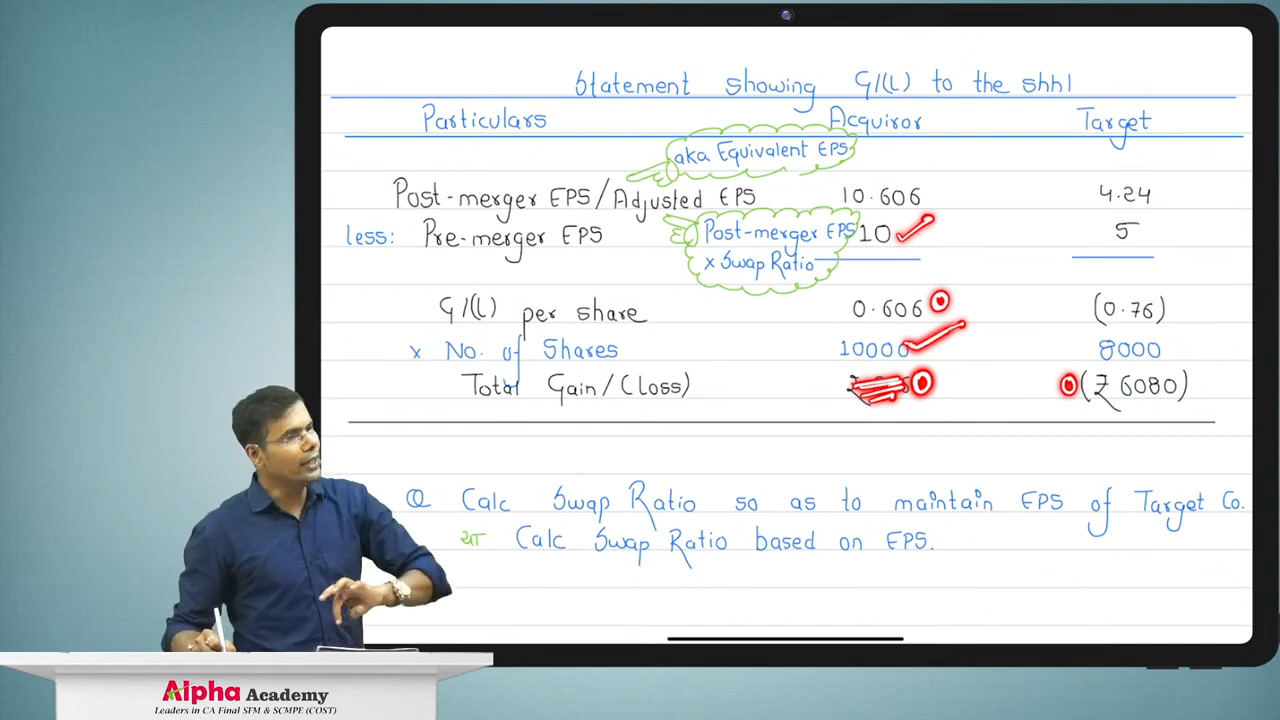 Statement showing G/(L) to the shhl
Particulars Acquiror Target
aka Equivalent EPS
Post-merger EPS/Adjusted EPS 10.606 4.24
less: Pre-merger EPS 10 5
Post-merger EPS
x Swap Ratio
G/(L) per share 0.606 (0.76)
x No. of Shares 10000 8000
Total Gain/(loss) (₹ 6080)
Q Calc Swap Ratio so as to maintain EPS of Target Co.
या Calc Swap Ratio based on EPS.
Alpha Academy
Leaders in CA Final SFM & SCMPE (COST)